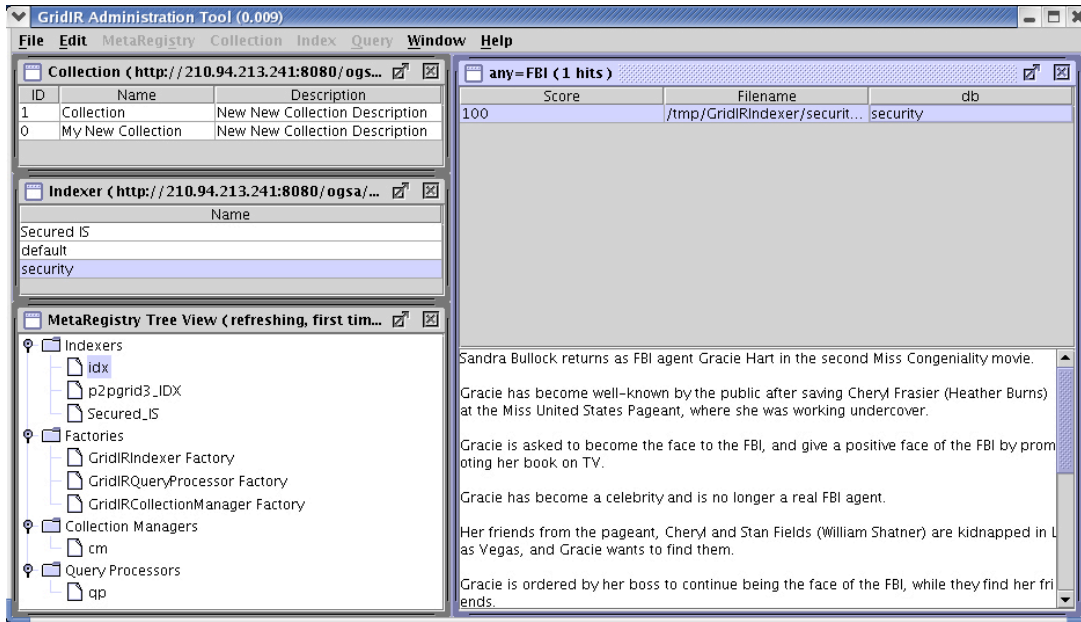 GridIR Administration Tool (0.009)
File Edit MetaRegistry Collection Index Query Window Help
Collection (http://210.94.213.241:8080/ogs...
ID Name Description
1 Collection New New Collection Description
0 My New Collection New New Collection Description
Indexer (http://210.94.213.241:8080/ogsa/...
Name
Secured IS
default
security
MetaRegistry Tree View (refreshing, first tim...
Indexers
idx
p2pgrid3_IDX
Secured_IS
Factories
GridIRIndexer Factory
GridIRQueryProcessor Factory
GridIRCollectionManager Factory
Collection Managers
cm
Query Processors
qp
any=FBI (1 hits)
Score Filename db
100 /tmp/GridIRIndexer/securit... security
Sandra Bullock returns as FBI agent Gracie Hart in the second Miss Congeniality movie.
Gracie has become well-known by the public after saving Cheryl Frasier (Heather Burns)
at the Miss United States Pageant, where she was working undercover.
Gracie is asked to become the face to the FBI, and give a positive face of the FBI by prom
oting her book on TV.
Gracie has become a celebrity and is no longer a real FBI agent.
Her friends from the pageant, Cheryl and Stan Fields (William Shatner) are kidnapped in L
as Vegas, and Gracie wants to find them.
Gracie is ordered by her boss to continue being the face of the FBI, while they find her fri
ends.